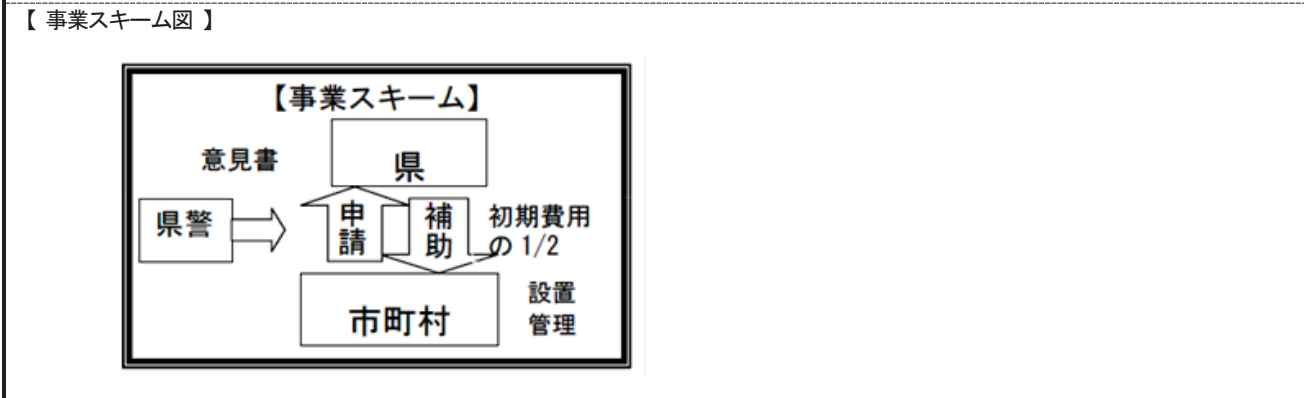 【 事業スキーム図 】
【事業スキーム】
意見書
県
県警
申請
補助
初期費用
の 1/2
市町村
設置
管理